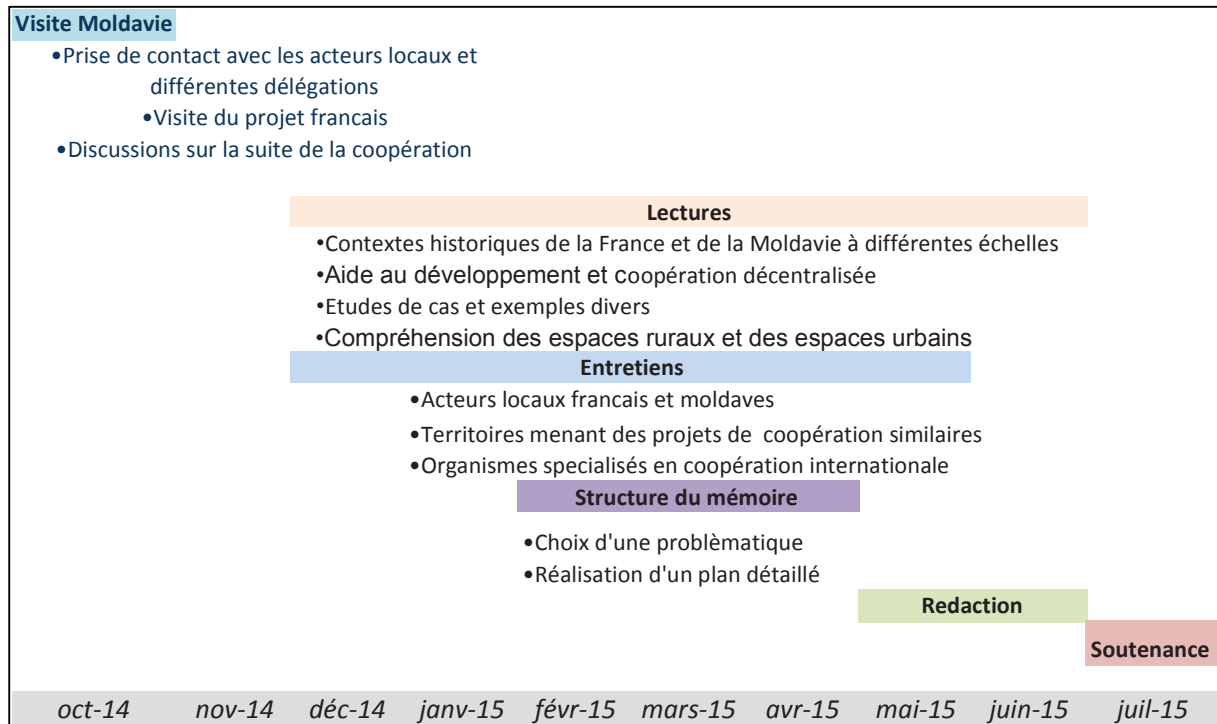 Visite Moldavie
•Prise de contact avec les acteurs locaux et
différentes délégations
•Visite du projet francais
•Discussions sur la suite de la coopération
Lectures
•Contextes historiques de la France et de la Moldavie à différentes échelles
•Aide au développement et coopération décentralisée
•Etudes de cas et exemples divers
•Compréhension des espaces ruraux et des espaces urbains
Entretiens
•Acteurs locaux francais et moldaves
•Territoires menant des projets de coopération similaires
•Organismes specialisés en coopération internationale
Structure du mémoire
•Choix d'une problèmatique
•Réalisation d'un plan détaillé
Redaction
Soutenance
oct-14 nov-14 déc-14 janv-15 févr-15 mars-15 avr-15 mai-15 juin-15 juil-15